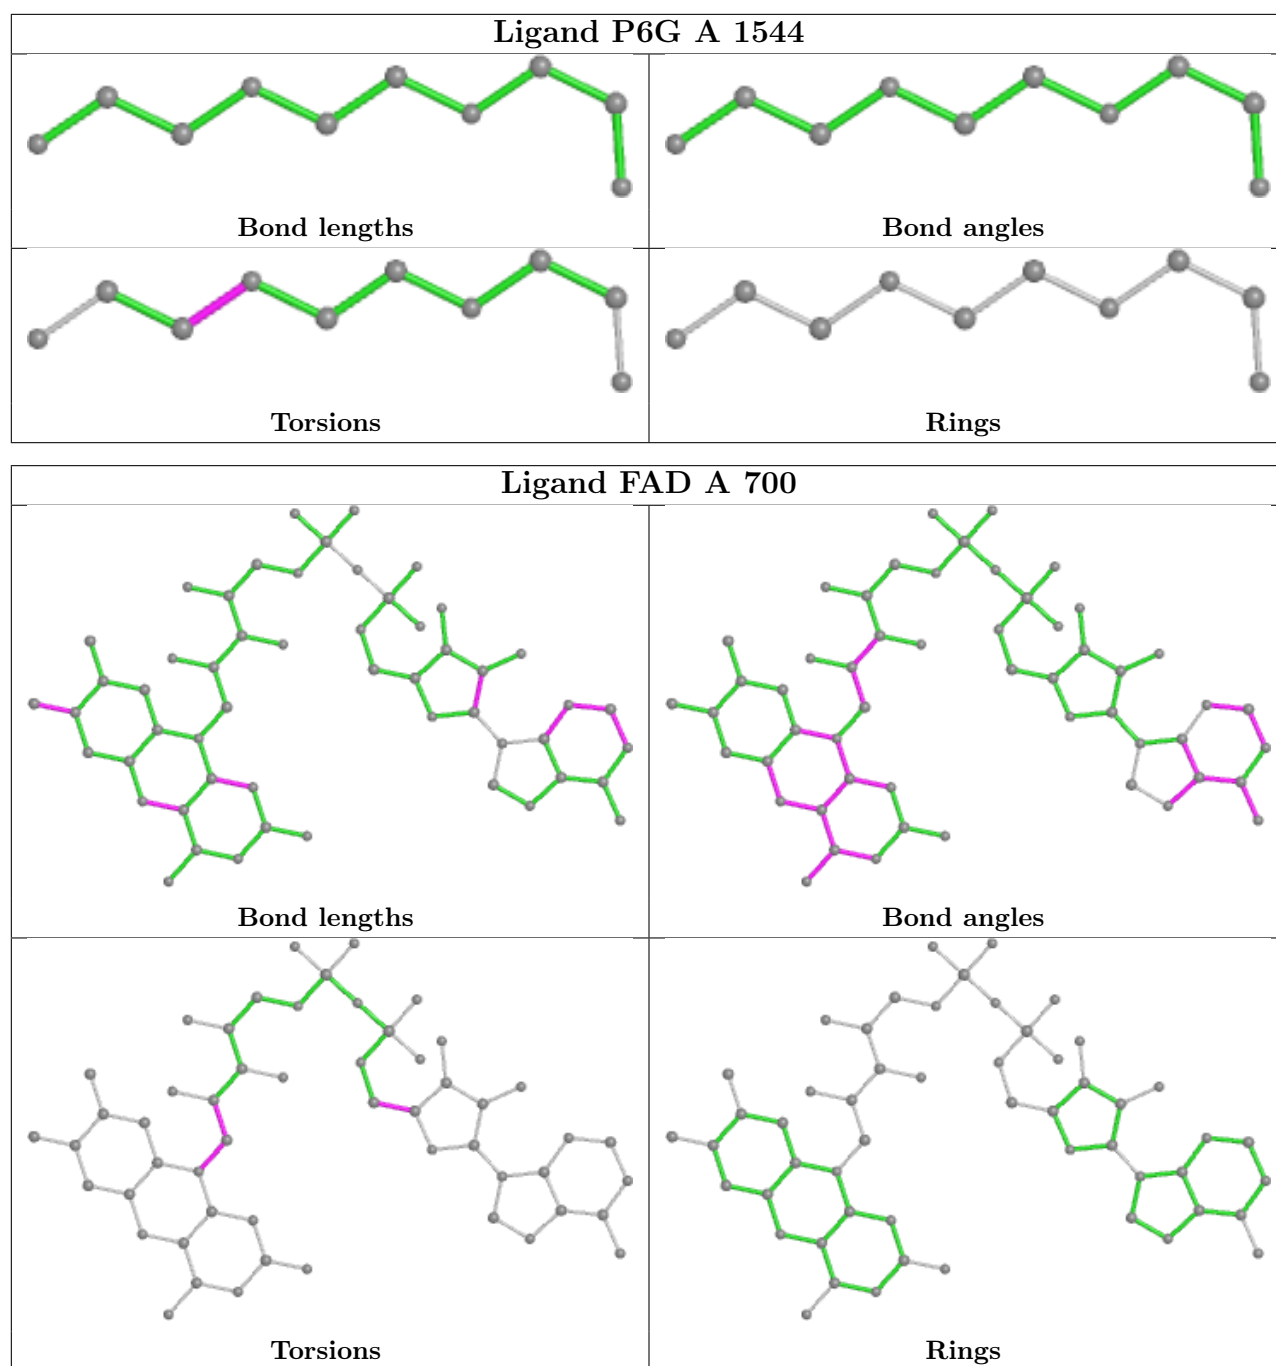 Ligand P6G A 1544
Bond lengths
Bond angles
Torsions
Rings
Ligand FAD A 700
Bond lengths
Bond angles
Torsions
Rings